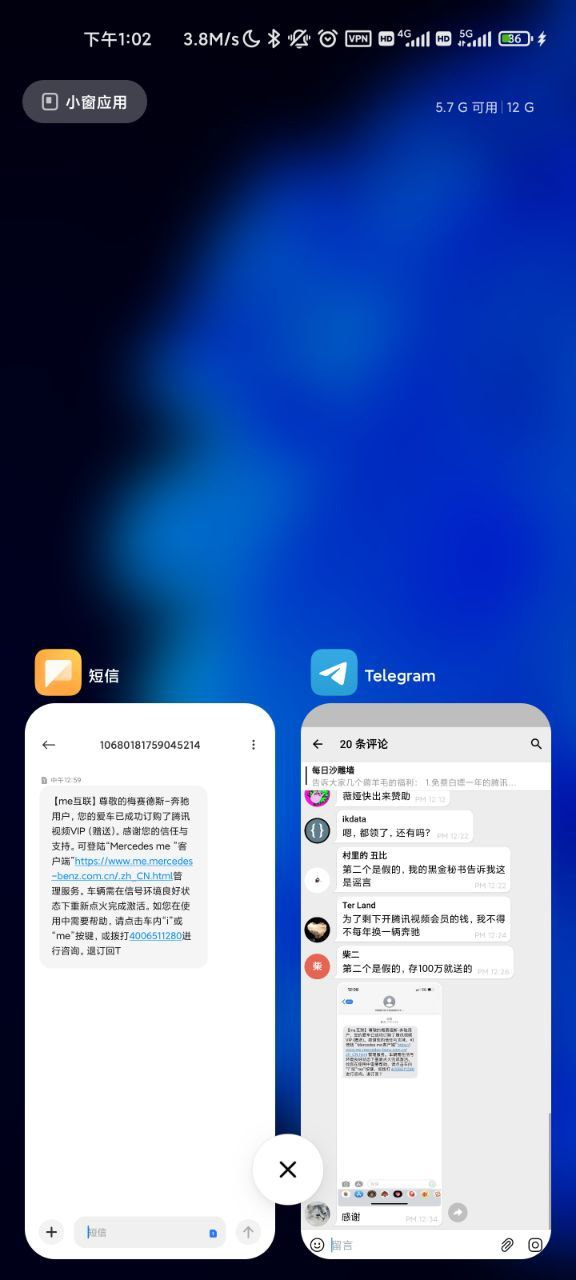 下午1:02
3.8M/s
VPN
HD
4G
HD
5G
36
小窗应用
5.7 G 可用 | 12 G
短信
10680181759045214
中午12:59
【me互联】尊敬的梅赛德斯-奔驰
用户，您的爱车已成功订购了腾讯
视频VIP (赠送)。感谢您的信任与
支持。可登陆“Mercedes me ”客
户端”https://www.me.mercedes
-benz.com.cn/.zh_CN.html管
理服务。车辆需在信号环境良好状
态下重新点火完成激活。如您在使
用中需要帮助，请点击车内“i”或
“me”按键，或拨打4006511280进
行咨询。退订回T
短信
Telegram
20 条评论
每日沙雕墙
告诉大家几个薅羊毛的福利： 1.免费白嫖一年的腾讯...
薇娅快出来赞助 PM 12:13
ikdata
嗯，都领了，还有吗？ PM 12:22
村里的 丑比
第二个是假的，我的黑金秘书告诉我这
是谣言 PM 12:22
Ter Land
为了剩下开腾讯视频会员的钱，我不得
不每年换一辆奔驰 PM 12:24
柴
柴二
第二个是假的，存100万就送的 PM 12:26
感谢 PM 12:34
留言